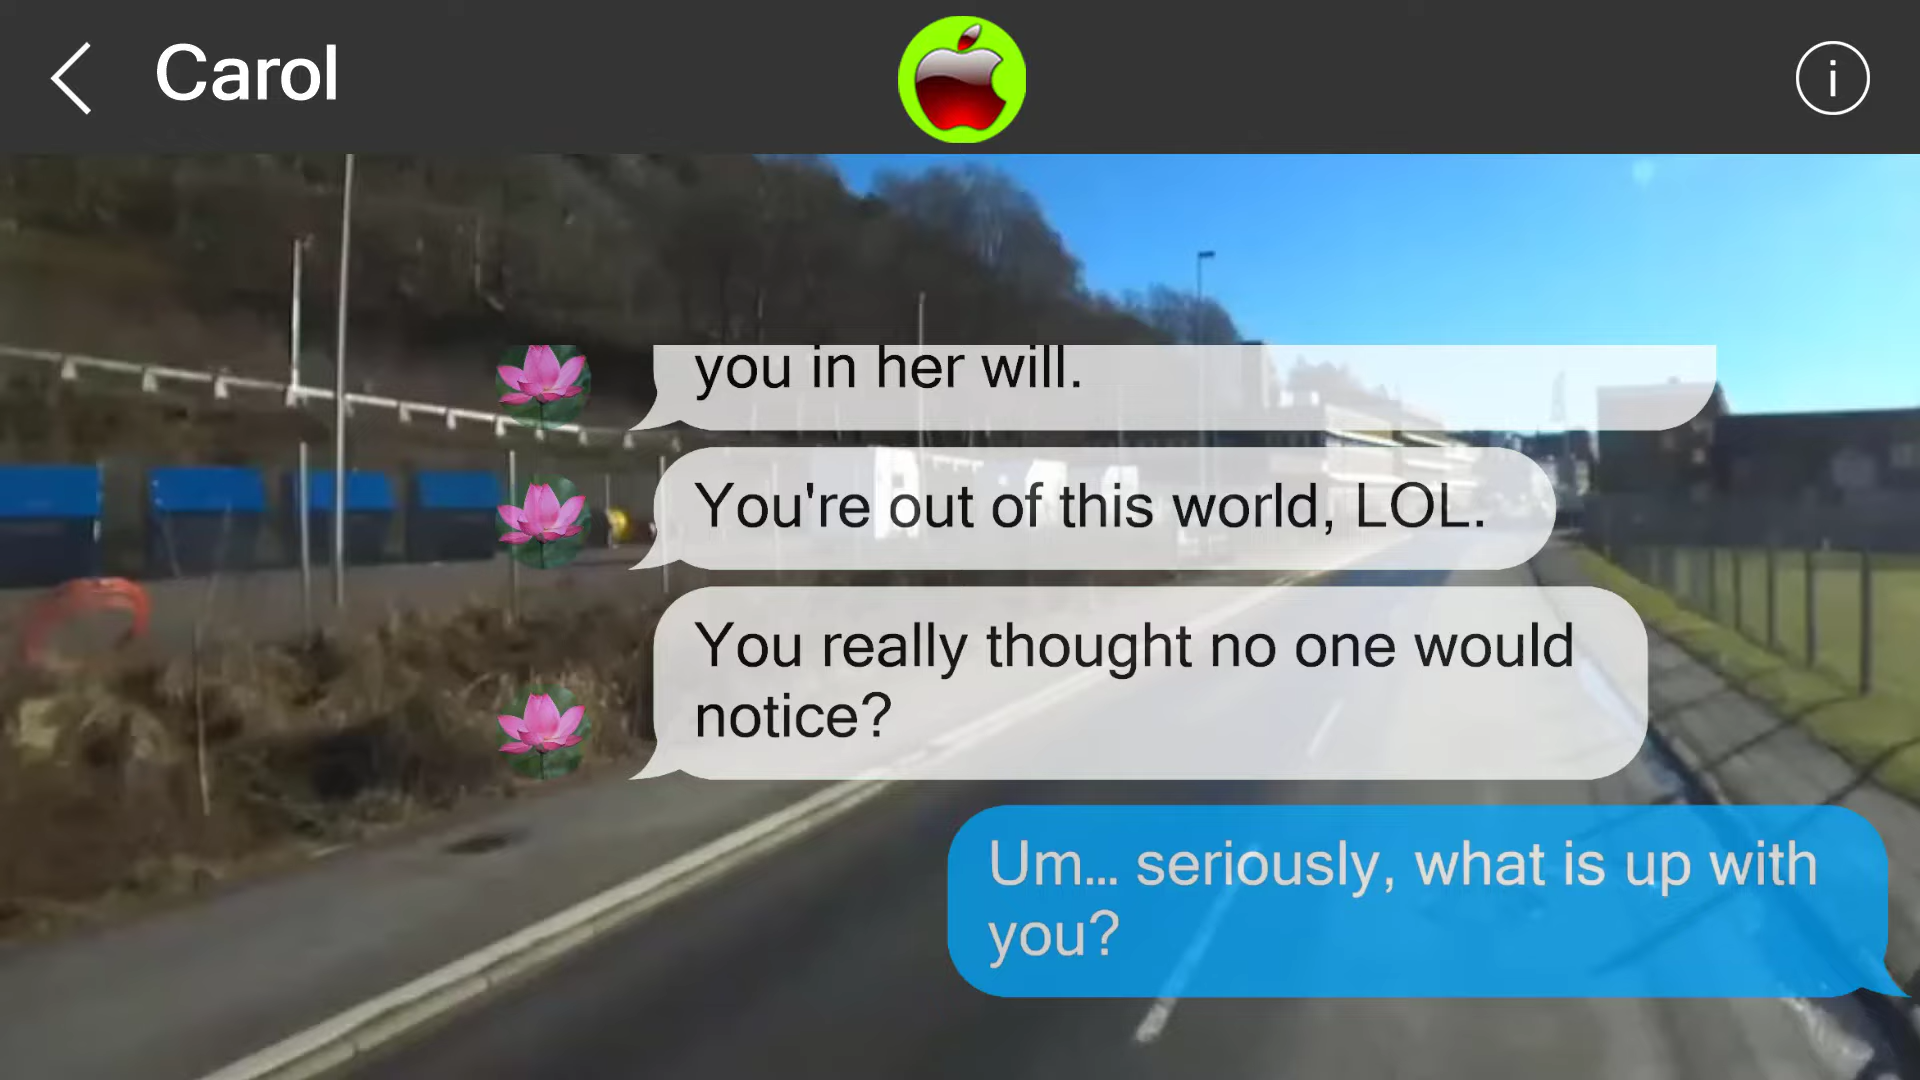 Carol
you in her will.
You're out of this world, LOL.
You really thought no one would
notice?
Um... seriously, what is up with
you?